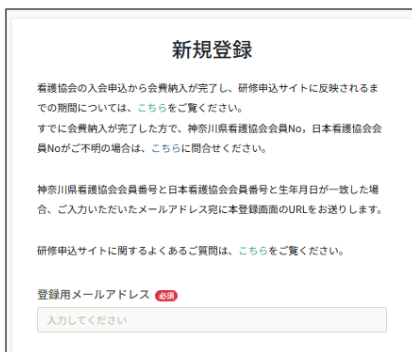 新規登録
看護協会の入会申込から会費納入が完了し、研修申込サイトに反映されるま
での期間については、こちらをご覧ください。
すでに会費納入が完了した方で、神奈川県看護協会会員No，日本看護協会会
員Noがご不明の場合は、こちらに問合せください。
神奈川県看護協会会員番号と日本看護協会会員番号と生年月日が一致した場
合、ご入力いただいたメールアドレス宛に本登録画面のURLをお送りします。
研修申込サイトに関するよくあるご質問は、こちらをご覧ください。
登録用メールアドレス 必須
入力してください